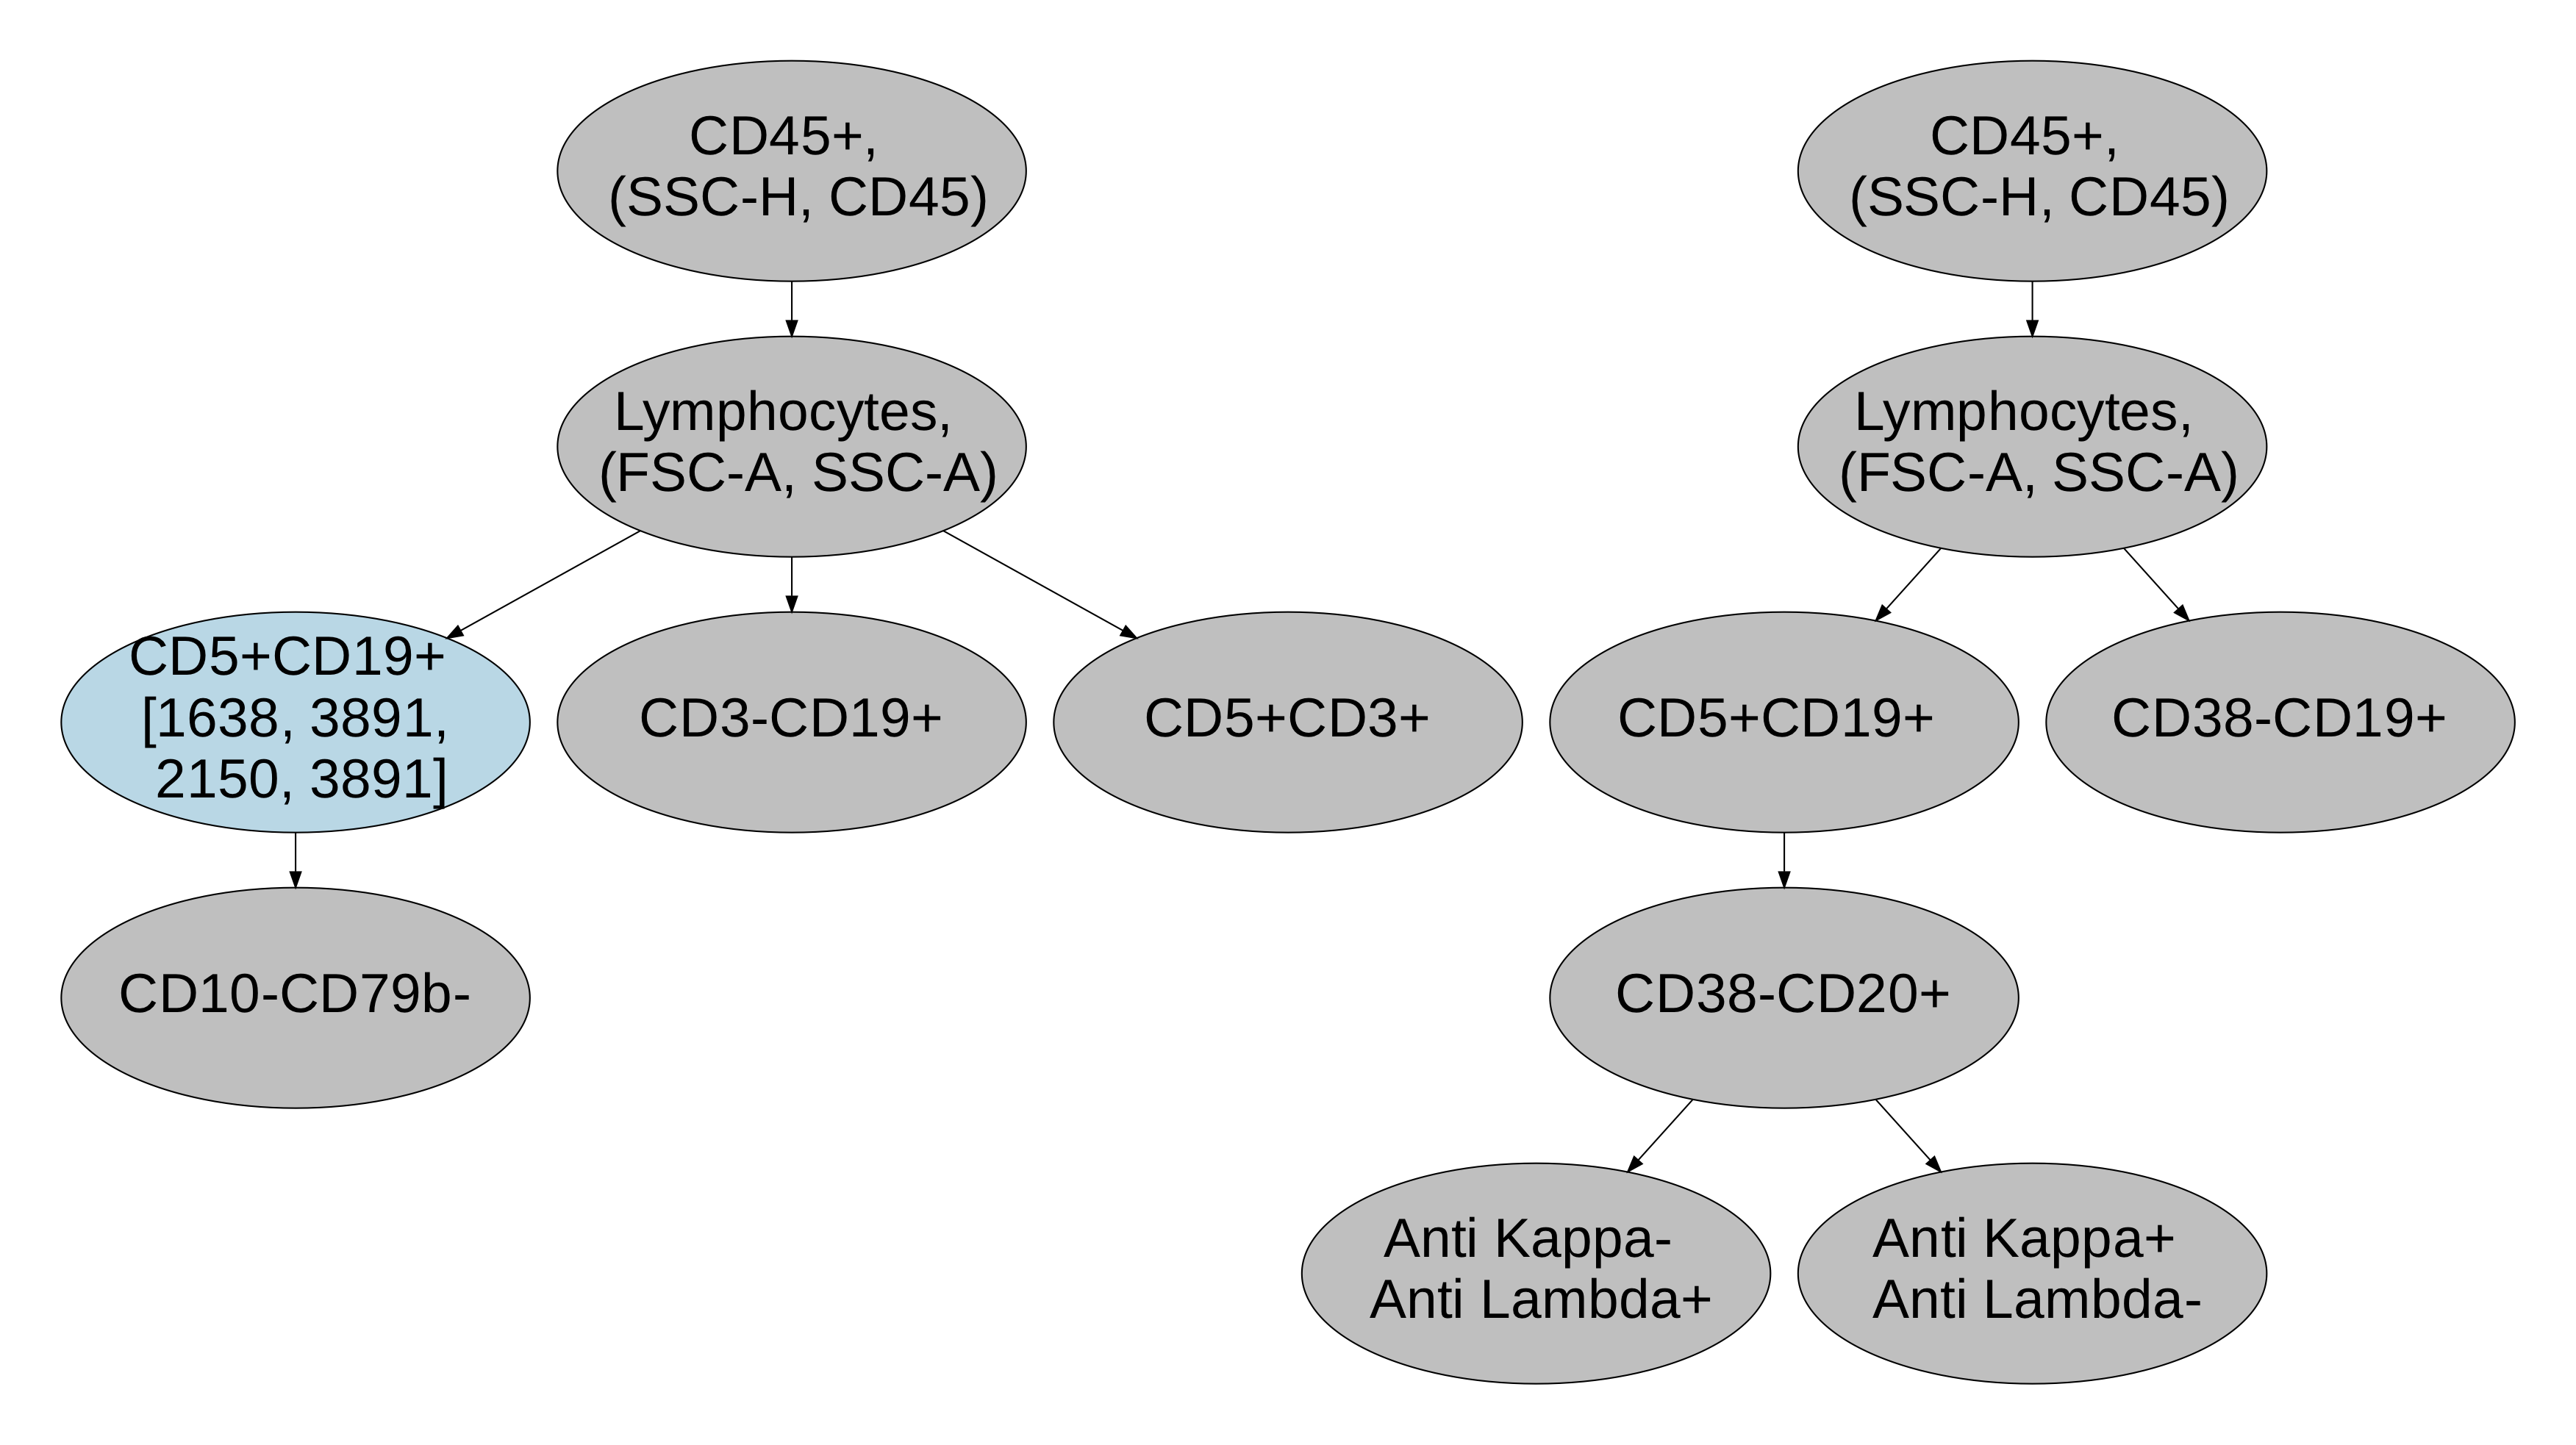 CD45+,
(SSC-H, CD45)
CD45+,
(SSC-H, CD45)
Lymphocytes,
(FSC-A, SSC-A)
Lymphocytes,
(FSC-A, SSC-A)
CD5+CD19+
[1638, 3891,
2150, 3891]
CD3-CD19+
CD5+CD3+
CD5+CD19+
CD38-CD19+
CD10-CD79b-
CD38-CD20+
Anti Kappa-
Anti Lambda+
Anti Kappa+
Anti Lambda-